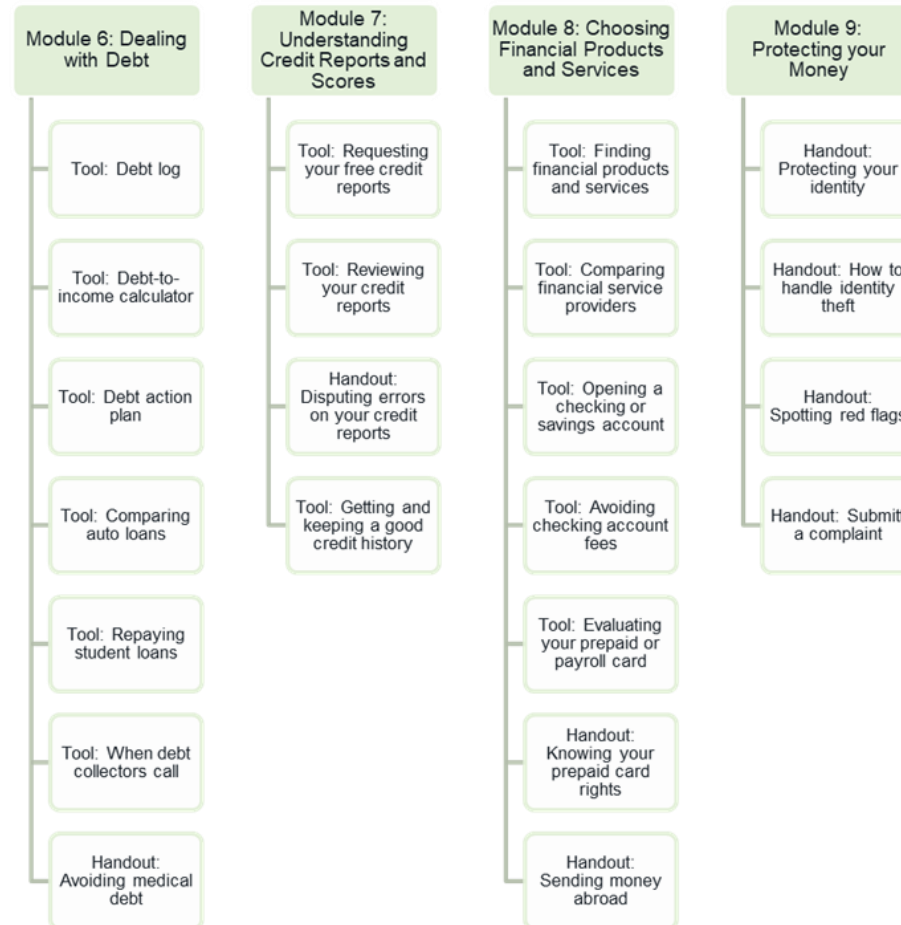 Module 6: Dealing
with Debt
Tool: Debt log
Tool: Debt-to-
income calculator
Tool: Debt action
plan
Tool: Comparing
auto loans
Tool: Repaying
student loans
Tool: When debt
collectors call
Handout:
Avoiding medical
debt
Module 7:
Understanding
Credit Reports and
Scores
Tool: Requesting
your free credit
reports
Tool: Reviewing
your credit
reports
Handout:
Disputing errors
on your credit
reports
Tool: Getting and
keeping a good
credit history
Module 8: Choosing
Financial Products
and Services
Tool: Finding
financial products
and services
Tool: Comparing
financial service
providers
Tool: Opening a
checking or
savings account
Tool: Avoiding
checking account
fees
Tool: Evaluating
your prepaid or
payroll card
Handout:
Knowing your
prepaid card
rights
Handout:
Sending money
abroad
Module 9:
Protecting your
Money
Handout:
Protecting your
identity
Handout: How to
handle identity
theft
Handout:
Spotting red flags
Handout: Submitt
a complaint